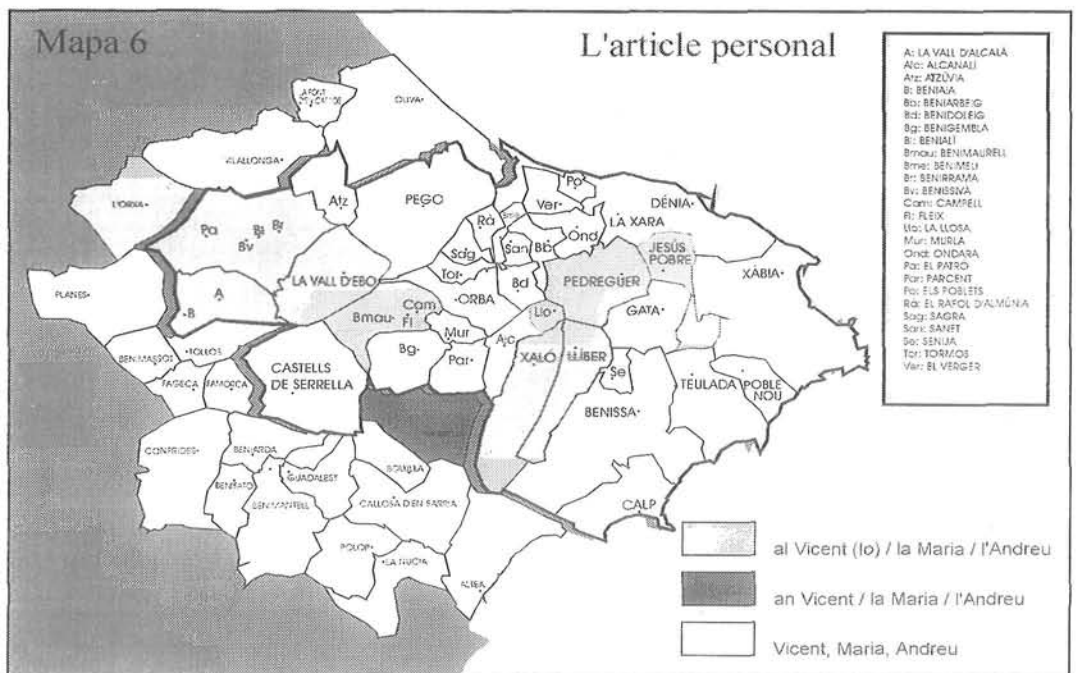 Mapa 6
L'article personal
A: LA VALL D'ALCALÀ
Alc: ALCANALÍ
Atz: ATZÚVIA
B: BENIAIA
Bb: BENIARBEIG
Bd: BENIDOLEIG
Bg: BENIGEMBLA
Bi: BENIALÍ
Bmau: BENIMAURELL
Bme: BENIMELI
Br: BENIRRAMA
Bv: BENISSIVÀ
Cam: CAMPELL
Fl: FLEIX
Llo: LA LLOSA
Mur: MURLA
Ond: ONDARA
Pa: EL PATRÓ
Par: PARCENT
Po: ELS POBLETS
Rà: EL RÀFOL D'ALMÚNIA
Sag: SAGRA
San: SANET
Se: SENIJA
Tor: TORMOS
Ver: EL VERGER
OLIVA
VILALLONGA
L'ORXA
Atz
PEGO
Po
Ver
DÉNIA
LA XARA
Pa
Bi
Br
Bv
Rà
Bme
San
Bb
Ond
JESÚS
POBRE
Sag
Tor
Bd
PEDREGUER
XÀBIA
LA VALL D'EBO
ORBA
PLANES
A
B
Bmau
Cam
Fl
Llo
GATA
Mur
Bg
Par
Alc
XALÓ
LLÍBER
BENIMASSOT
TOLLOS
CASTELLS
DE SERRELLA
FAGECA
FAMORCA
Se
TEULADA
POBLE
NOU
BENISSA
CONFRIDES
BENIARDÀ
BENIFATO
GUADALEST
BENIMANTELL
BOLULLA
CALLOSA D'EN SARRIÀ
CALP
POLOP
LA NUCIA
ALTEA
al Vicent (lo) / la Maria / l'Andreu
an Vicent / la Maria / l'Andreu
Vicent, Maria, Andreu